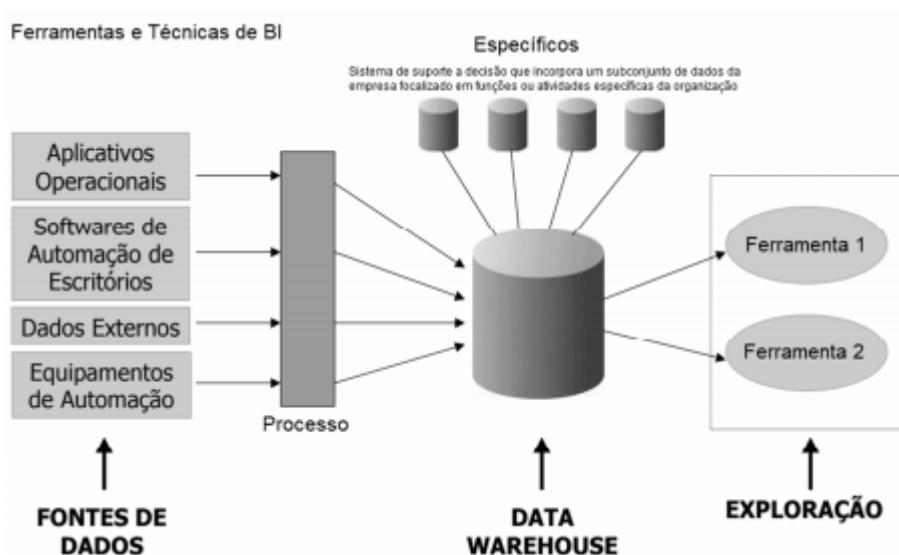 Ferramentas e Técnicas de BI
Específicos
Sistema de suporte a decisão que incorpora um subconjunto de dados da
empresa focalizado em funções ou atividades específicas da organização
Aplicativos
Operacionais
Softwares de
Automação de
Escritórios
Dados Externos
Equipamentos
de Automação
Processo
Ferramenta 1
Ferramenta 2
FONTES DE
DADOS
DATA
WAREHOUSE
EXPLORAÇÃO